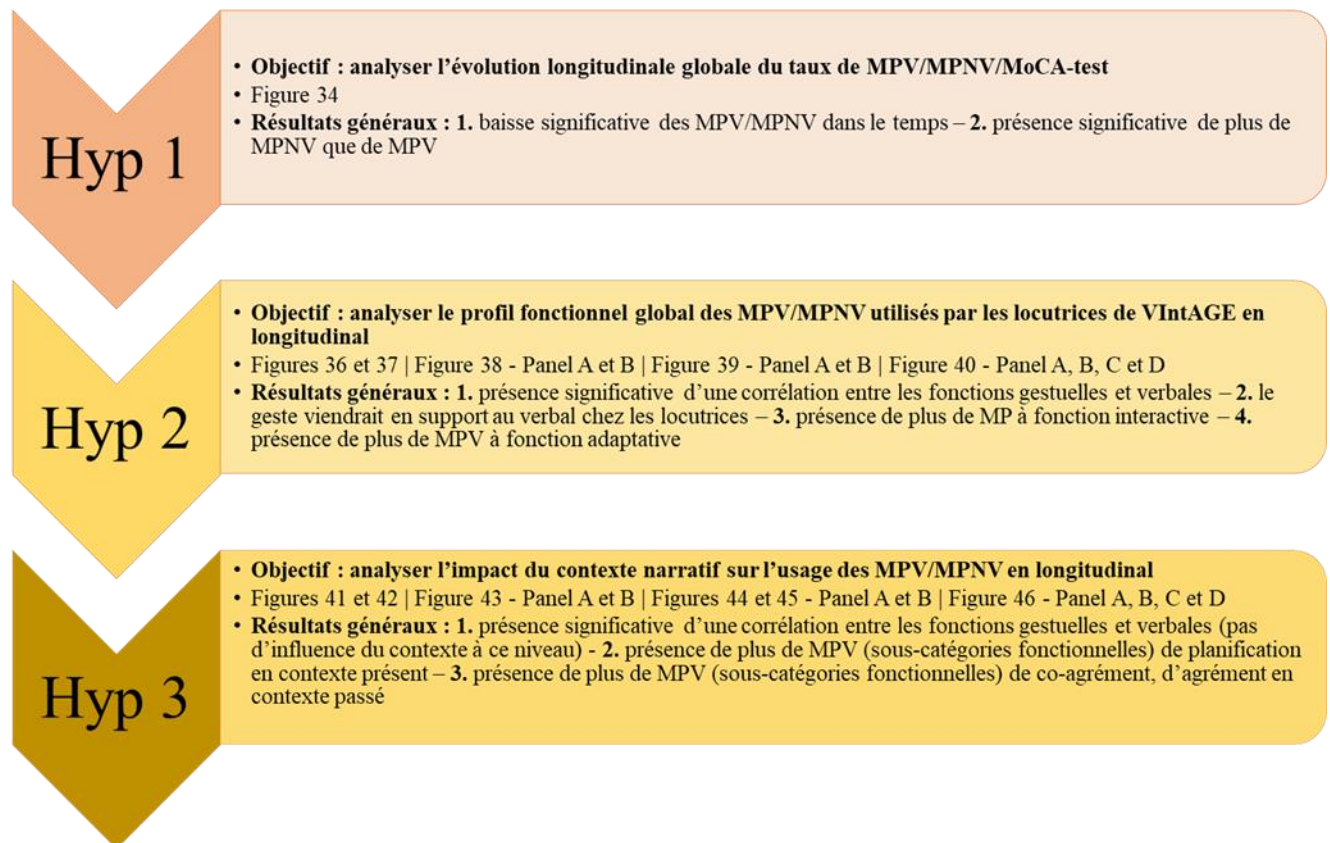 Hyp 1
• Objectif : analyser l'évolution longitudinale globale du taux de MPV/MPNV/MoCA-test
• Figure 34
• Résultats généraux : 1. baisse significative des MPV/MPNV dans le temps – 2. présence significative de plus de
MPNV que de MPV
Hyp 2
• Objectif : analyser le profil fonctionnel global des MPV/MPNV utilisés par les locutrices de VIntAGE en
longitudinal
• Figures 36 et 37 | Figure 38 - Panel A et B | Figure 39 - Panel A et B | Figure 40 - Panel A, B, C et D
• Résultats généraux : 1. présence significative d'une corrélation entre les fonctions gestuelles et verbales – 2. le
geste viendrait en support au verbal chez les locutrices – 3. présence de plus de MP à fonction interactive – 4.
présence de plus de MPV à fonction adaptative
Hyp 3
• Objectif : analyser l'impact du contexte narratif sur l'usage des MPV/MPNV en longitudinal
• Figures 41 et 42 | Figure 43 - Panel A et B | Figures 44 et 45 - Panel A et B | Figure 46 - Panel A, B, C et D
• Résultats généraux : 1. présence significative d'une corrélation entre les fonctions gestuelles et verbales (pas
d'influence du contexte à ce niveau) - 2. présence de plus de MPV (sous-catégories fonctionnelles) de planification
en contexte présent – 3. présence de plus de MPV (sous-catégories fonctionnelles) de co-agrément, d'agrément en
contexte passé